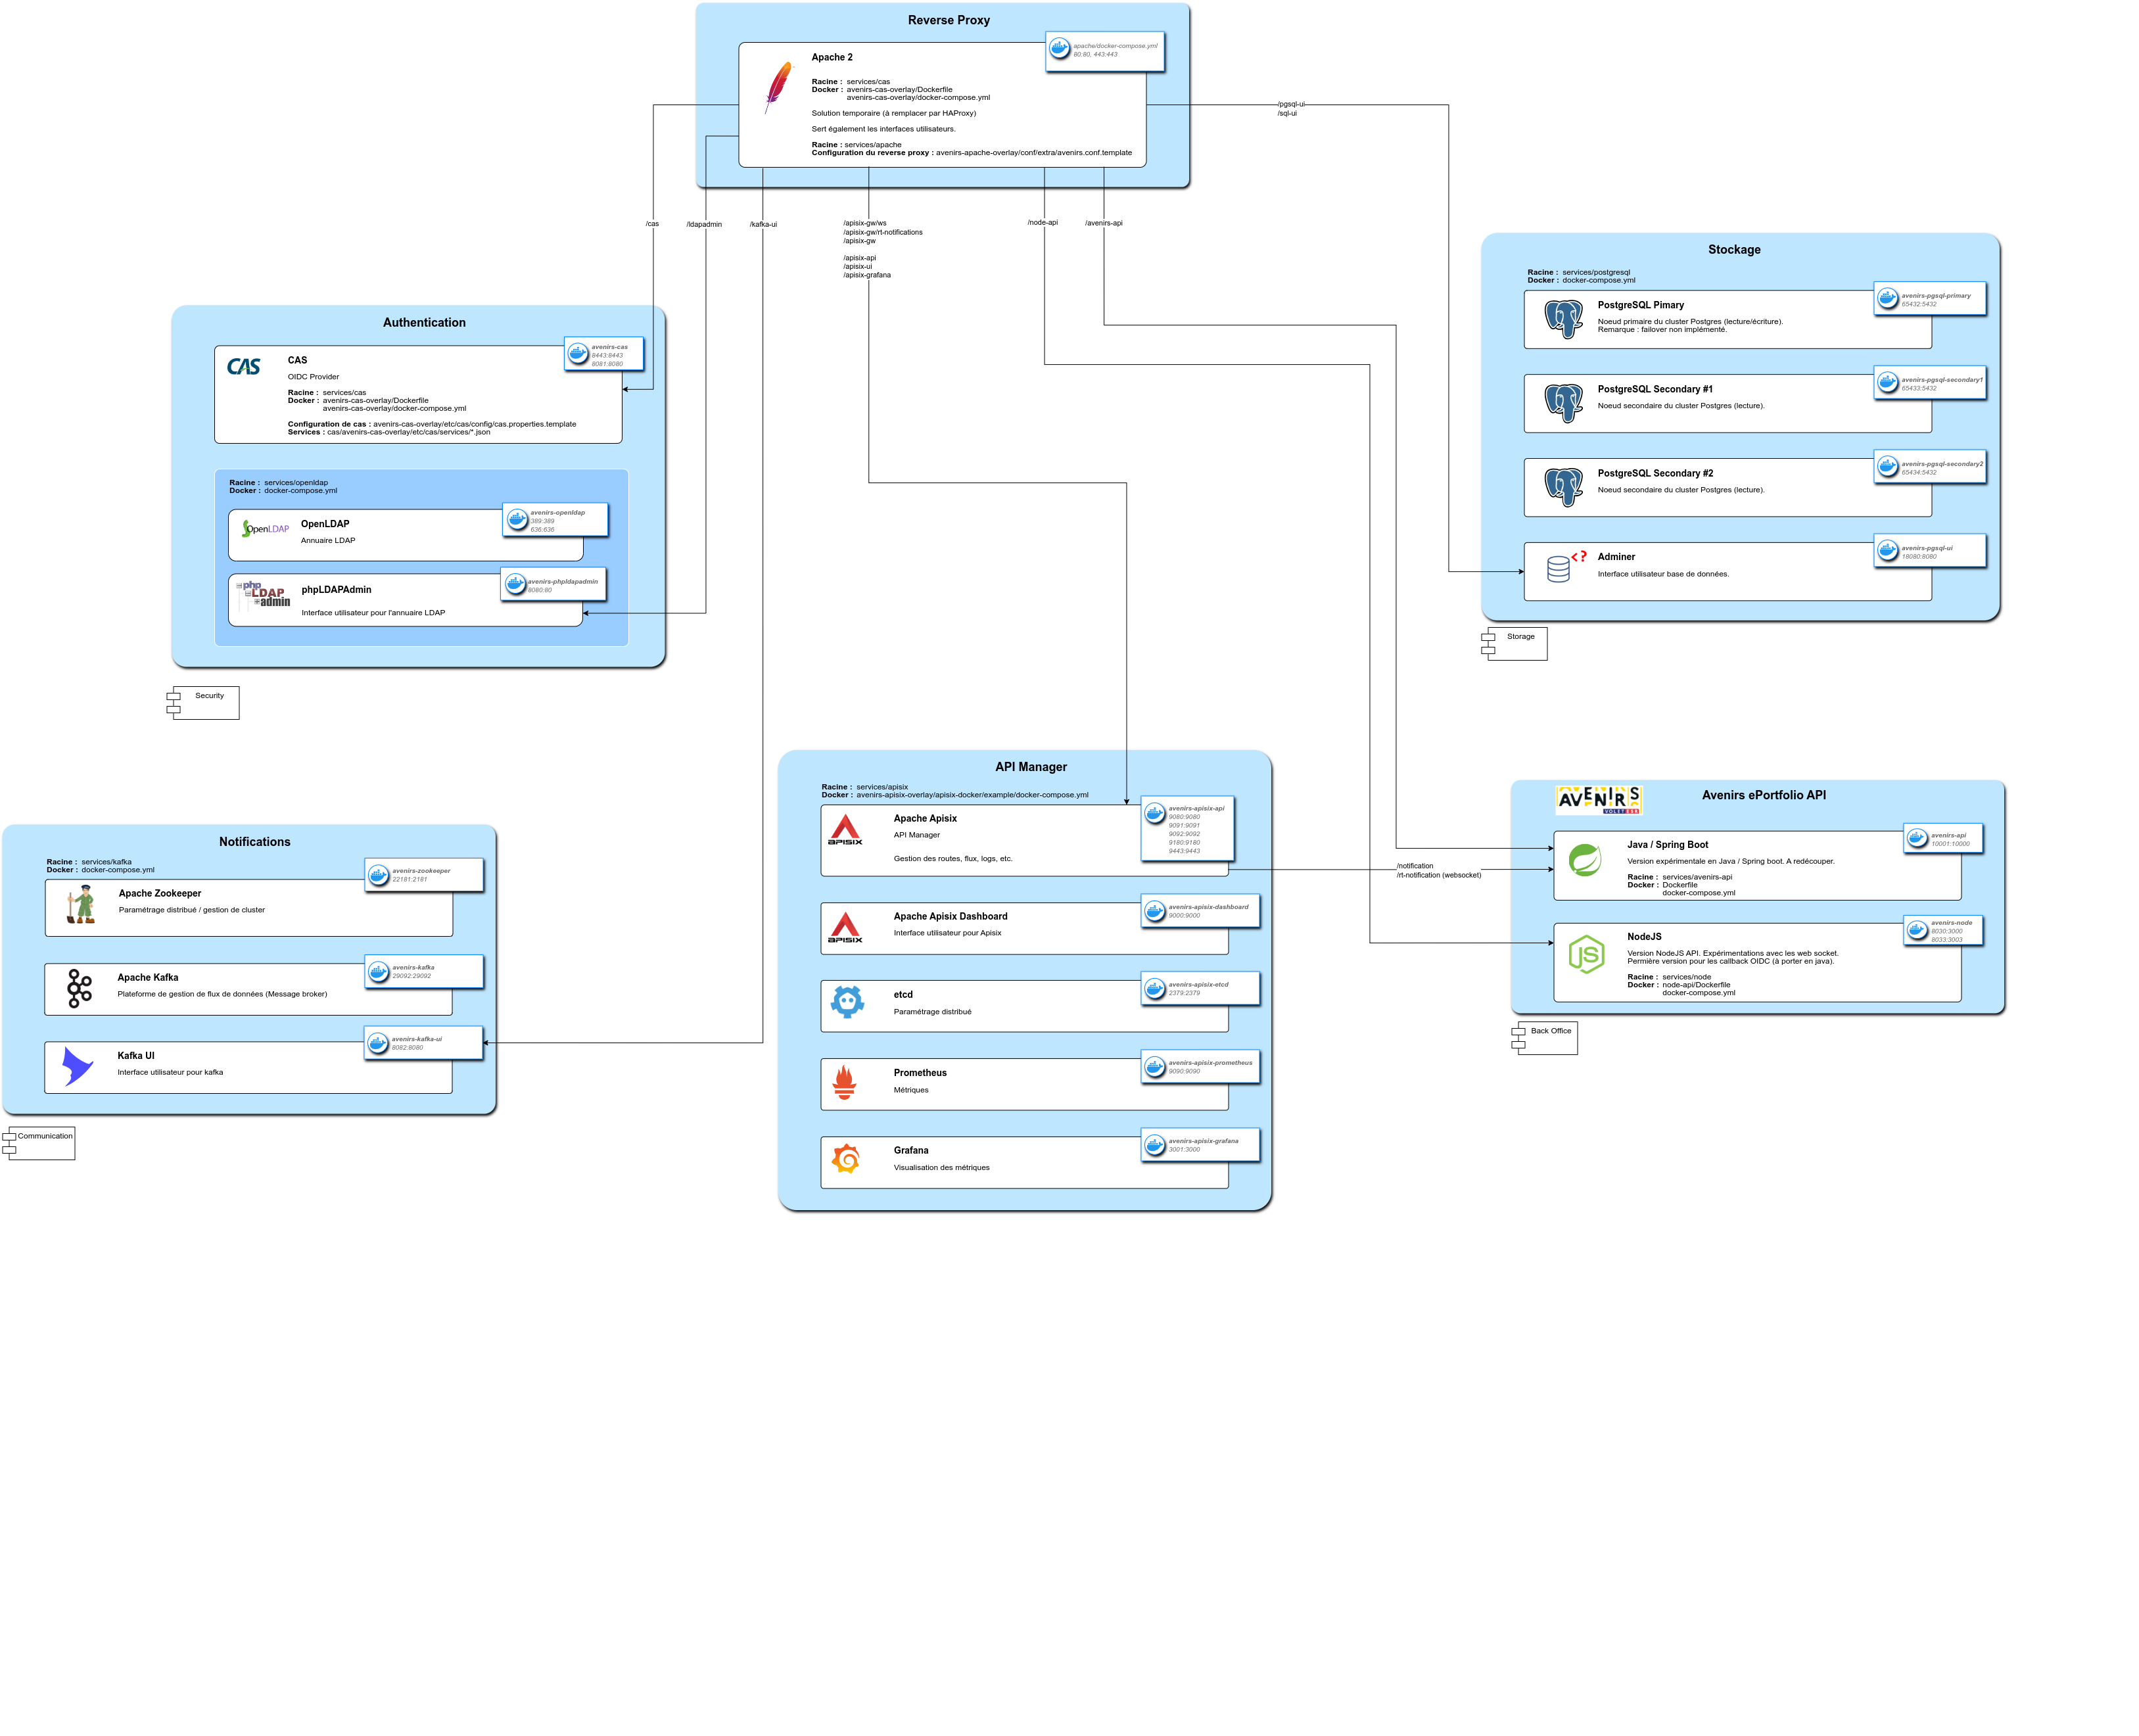 Reverse Proxy
apache/docker-compose.yml
80:80, 443:443
Apache 2
Racine : services/cas
Docker : avenirs-cas-overlay/Dockerfile
avenirs-cas-overlay/docker-compose.yml
Solution temporaire (à remplacer par HAProxy)
Sert également les interfaces utilisateurs.
Racine : services/apache
Configuration du reverse proxy : avenirs-apache-overlay/conf/extra/avenirs.conf.template
/pgsql-ui
/sql-ui
/cas
/ldapadmin
/kafka-ui
/apisix-gw/ws
/apisix-gw/rt-notifications
/apisix-gw
/apisix-api
/apisix-ui
/apisix-grafana
/node-api
/avenirs-api
Stockage
Racine : services/postgresql
Docker : docker-compose.yml
avenirs-pgsql-primary
65432:5432
PostgreSQL Pimary
Noeud primaire du cluster Postgres (lecture/écriture).
Remarque : failover non implémenté.
avenirs-pgsql-secondary1
65433:5432
PostgreSQL Secondary #1
Noeud secondaire du cluster Postgres (lecture).
avenirs-pgsql-secondary2
65434:5432
PostgreSQL Secondary #2
Noeud secondaire du cluster Postgres (lecture).
avenirs-pgsql-ui
18080:8080
<?
Adminer
Interface utilisateur base de données.
Storage
Authentication
avenirs-cas
8443:8443
8081:8080
CAS
CAS
OIDC Provider
Racine : services/cas
Docker : avenirs-cas-overlay/Dockerfile
avenirs-cas-overlay/docker-compose.yml
Configuration de cas : avenirs-cas-overlay/etc/cas/config/cas.properties.template
Services : cas/avenirs-cas-overlay/etc/cas/services/*.json
Racine : services/openldap
Docker : docker-compose.yml
avenirs-openldap
389:389
636:636
OpenLDAP
OpenLDAP
Annuaire LDAP
avenirs-phpldapadmin
8080:80
php
LDAP
admin
phpLDAPAdmin
Interface utilisateur pour l'annuaire LDAP
Security
API Manager
Racine : services/apisix
Docker : avenirs-apisix-overlay/apisix-docker/example/docker-compose.yml
avenirs-apisix-api
9080:9080
9091:9091
9092:9092
9180:9180
9443:9443
APISIX
Apache Apisix
API Manager
Gestion des routes, flux, logs, etc.
/notification
/rt-notification (websocket)
avenirs-apisix-dashboard
9000:9000
APISIX
Apache Apisix Dashboard
Interface utilisateur pour Apisix
avenirs-apisix-etcd
2379:2379
etcd
Paramétrage distribué
avenirs-apisix-prometheus
9090:9090
Prometheus
Métriques
avenirs-apisix-grafana
3001:3000
Grafana
Visualisation des métriques
AVENIRS
VOLET ESR
Avenirs ePortfolio API
avenirs-api
10001:10000
Java / Spring Boot
Version expérimentale en Java / Spring boot. A redécouper.
Racine : services/avenirs-api
Docker : Dockerfile
docker-compose.yml
avenirs-node
8030:3000
8033:3003
JS
NodeJS
Version NodeJS API. Expérimentations avec les web socket.
Permière version pour les callback OIDC (à porter en java).
Racine : services/node
Docker : node-api/Dockerfile
docker-compose.yml
Back Office
Notifications
Racine : services/kafka
Docker : docker-compose.yml
avenirs-zookeeper
22181:2181
Apache Zookeeper
Paramétrage distribué / gestion de cluster
avenirs-kafka
29092:29092
Apache Kafka
Plateforme de gestion de flux de données (Message broker)
avenirs-kafka-ui
8082:8080
Kafka UI
Interface utilisateur pour kafka
Communication